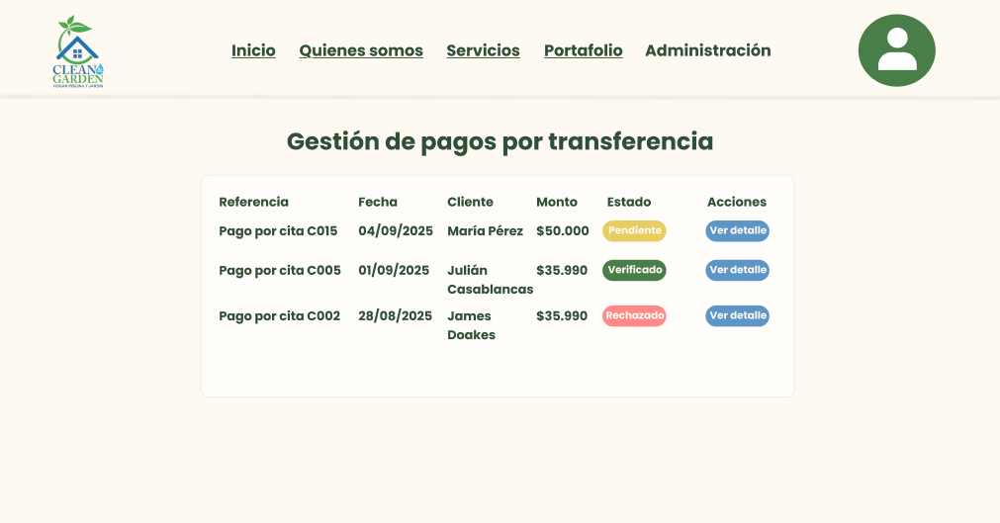 CLEAN &
GARDEN
HOGAR PISCINA Y JARDIN
Inicio Quienes somos Servicios Portafolio Administración
Gestión de pagos por transferencia
Referencia Fecha Cliente Monto Estado Acciones
Pago por cita C015 04/09/2025 María Pérez $50.000 Pendiente Ver detalle
Pago por cita C005 01/09/2025 Julián $35.990 Verificado Ver detalle
Casablancas
Pago por cita C002 28/08/2025 James $35.990 Rechazado Ver detalle
Doakes